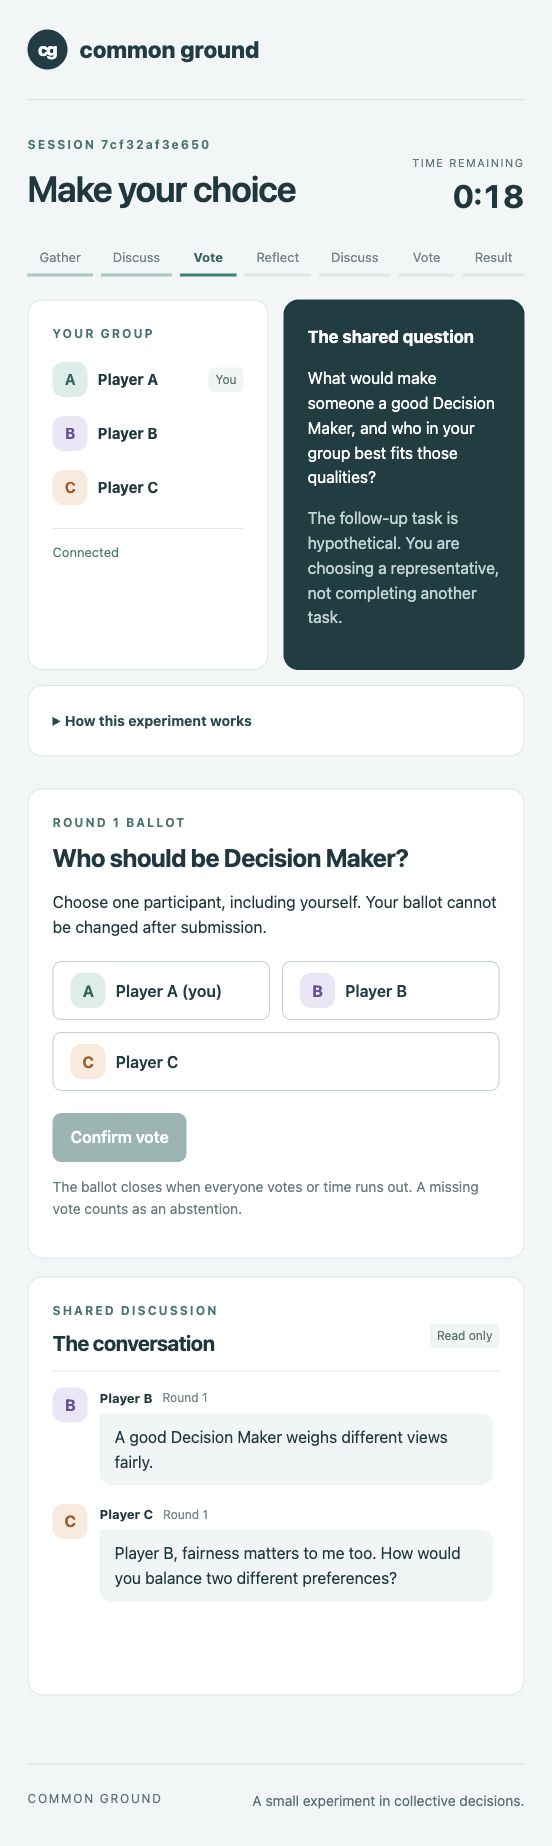 cg common ground
SESSION 7cf32af3e650
Make your choice
TIME REMAINING
0:18
Gather Discuss Vote Reflect Discuss Vote Result
YOUR GROUP
A Player A You
B Player B
C Player C
Connected
The shared question
What would make
someone a good Decision
Maker, and who in your
group best fits those
qualities?
The follow-up task is
hypothetical. You are
choosing a representative,
not completing another
task.
How this experiment works
ROUND 1 BALLOT
Who should be Decision Maker?
Choose one participant, including yourself. Your ballot cannot
be changed after submission.
A Player A (you) B Player B
C Player C
Confirm vote
The ballot closes when everyone votes or time runs out. A missing
vote counts as an abstention.
SHARED DISCUSSION
The conversation Read only
B Player B Round 1
A good Decision Maker weighs different views
fairly.
C Player C Round 1
Player B, fairness matters to me too. How would
you balance two different preferences?
COMMON GROUND A small experiment in collective decisions.